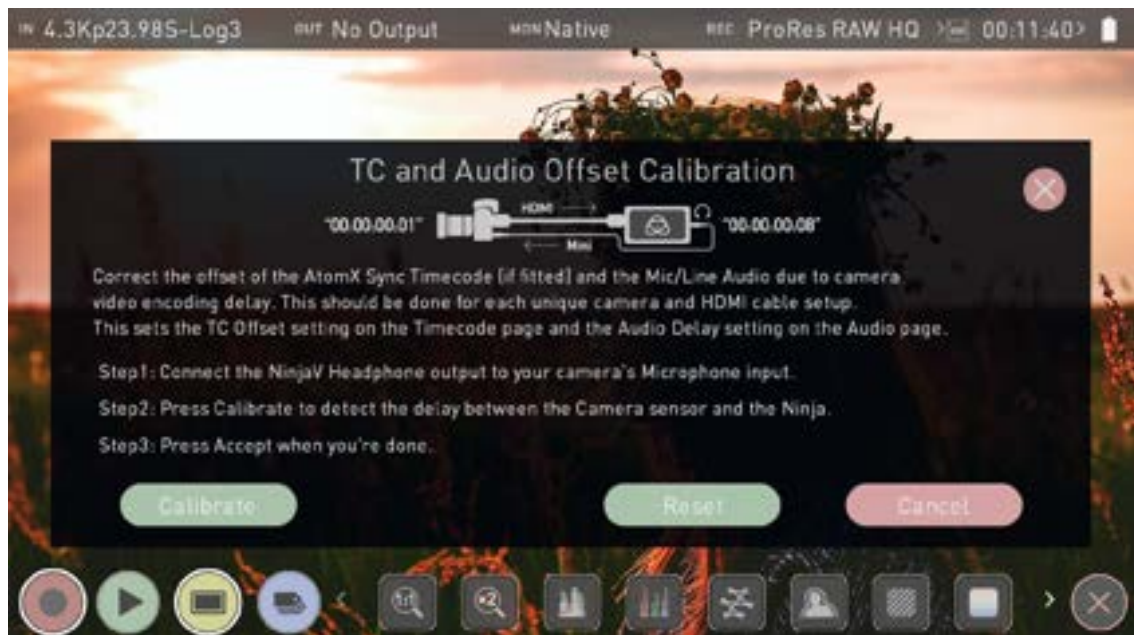 IN 4.3Kp23.98S-Log3 OUT No Output MON Native REC ProRes RAW HQ 00:11:40
TC and Audio Offset Calibration
"00.00.00.01" HDMI "00.00.00.08"
Mini
Correct the offset of the AtomX Sync Timecode (if fitted) and the Mic/Line Audio due to camera
video encoding delay. This should be done for each unique camera and HDMI cable setup.
This sets the TC Offset setting on the Timecode page and the Audio Delay setting on the Audio page.
Step1: Connect the NinjaV Headphone output to your camera's Microphone input.
Step2: Press Calibrate to detect the delay between the Camera sensor and the Ninja.
Step3: Press Accept when you're done.
Calibrate Reset Cancel
1:1 x2